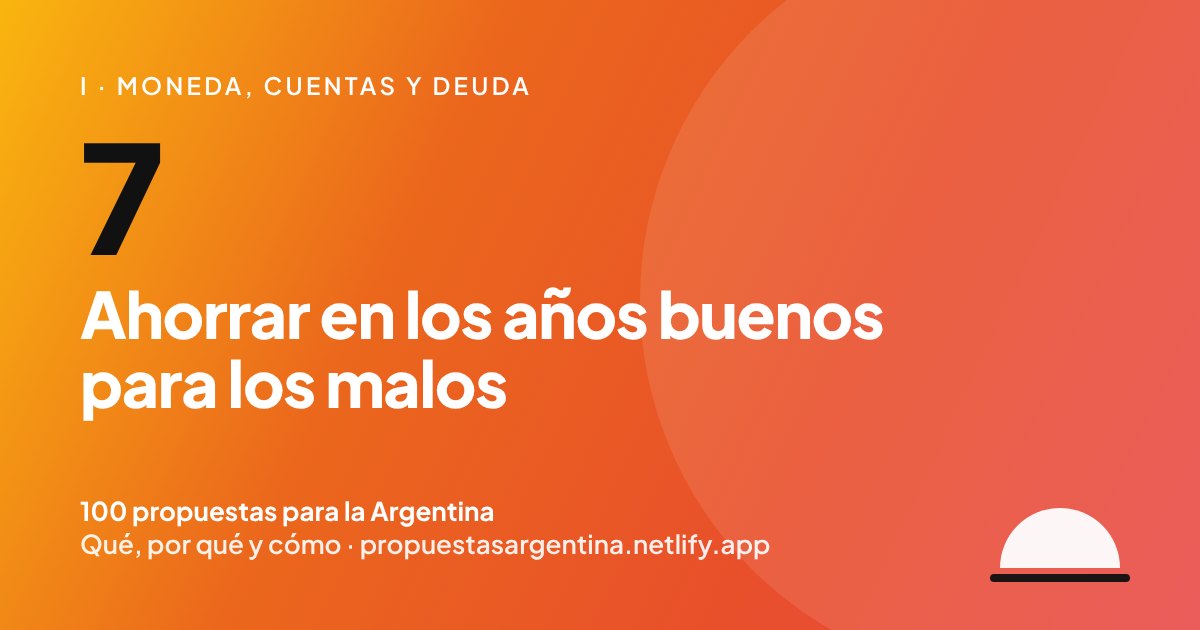 I · MONEDA, CUENTAS Y DEUDA
7
Ahorrar en los años buenos
para los malos
100 propuestas para la Argentina
Qué, por qué y cómo · propuestasargentina.netlify.app